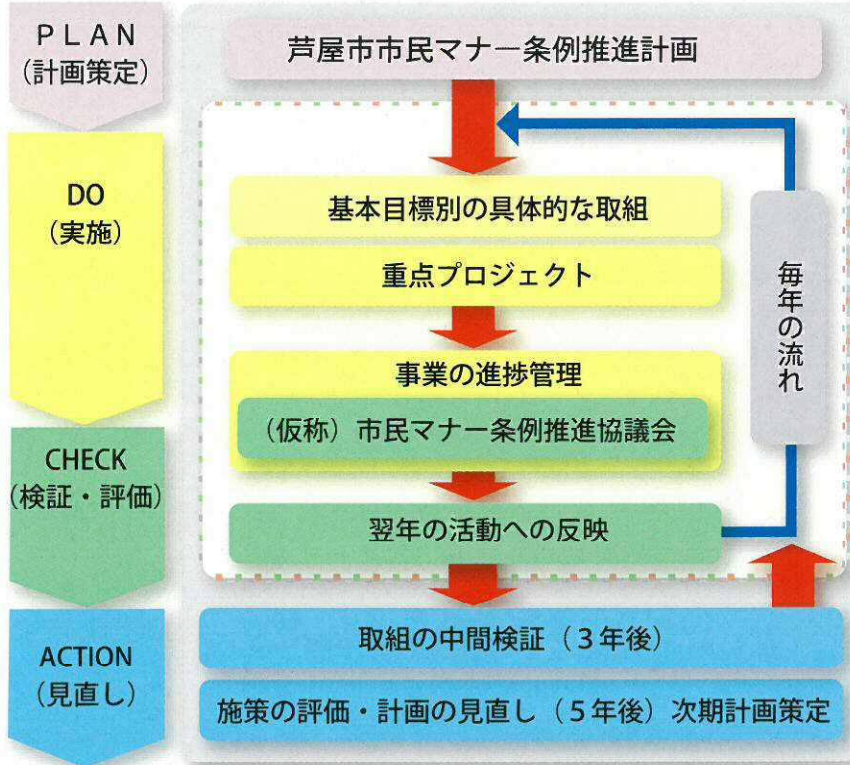 PLAN
(計画策定)
芦屋市市民マナー条例推進計画
DO
(実施)
基本目標別の具体的な取組
重点プロジェクト
事業の進捗管理
(仮称)市民マナー条例推進協議会
毎年の流れ
CHECK
(検証・評価)
翌年の活動への反映
ACTION
(見直し)
取組の中間検証(3年後)
施策の評価・計画の見直し(5年後)次期計画策定